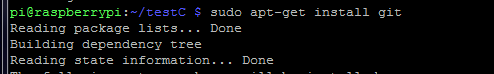 pi@raspberrypi:~/testC $ sudo apt-get install git
Reading package lists... Done
Building dependency tree
Reading state information... Done